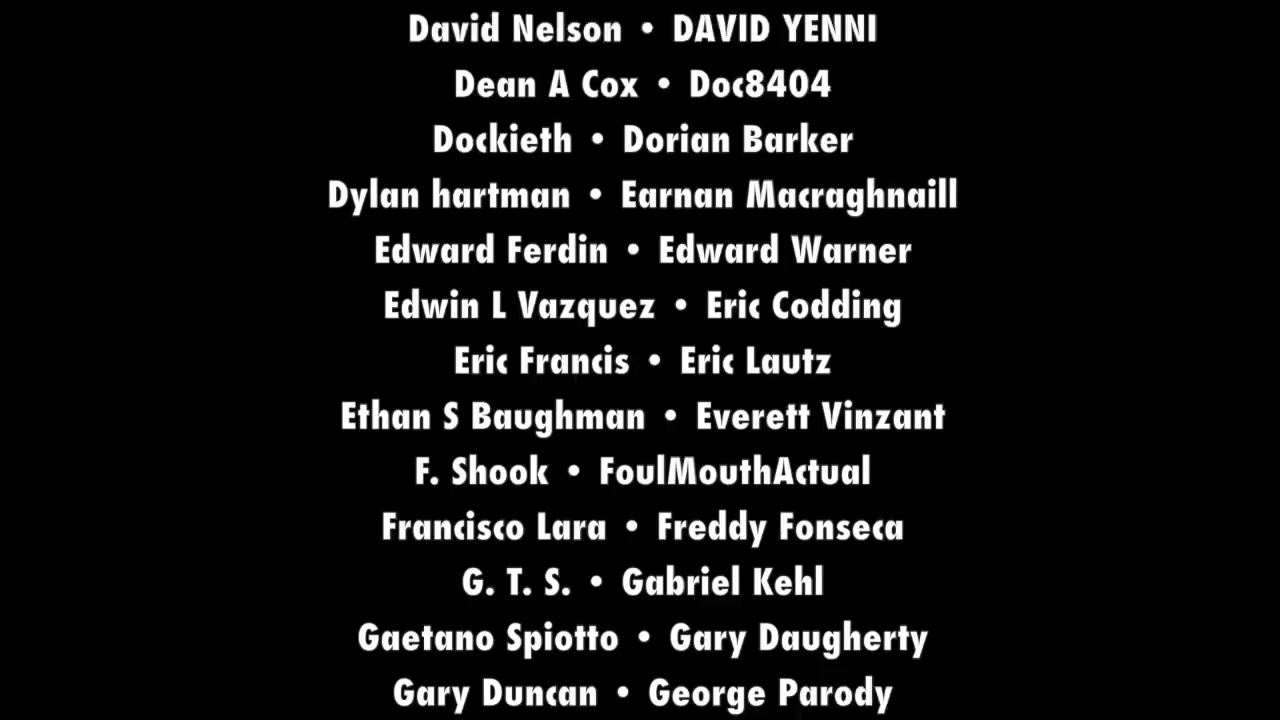 David Nelson • DAVID YENNI
Dean A Cox • Doc8404
Dockieth • Dorian Barker
Dylan hartman • Earnan Macraghnaill
Edward Ferdin • Edward Warner
Edwin L Vazquez • Eric Codding
Eric Francis • Eric Lautz
Ethan S Baughman • Everett Vinzant
F. Shook • FoulMouthActual
Francisco Lara • Freddy Fonseca
G. T. S. • Gabriel Kehl
Gaetano Spiotto • Gary Daugherty
Gary Duncan • George Parody